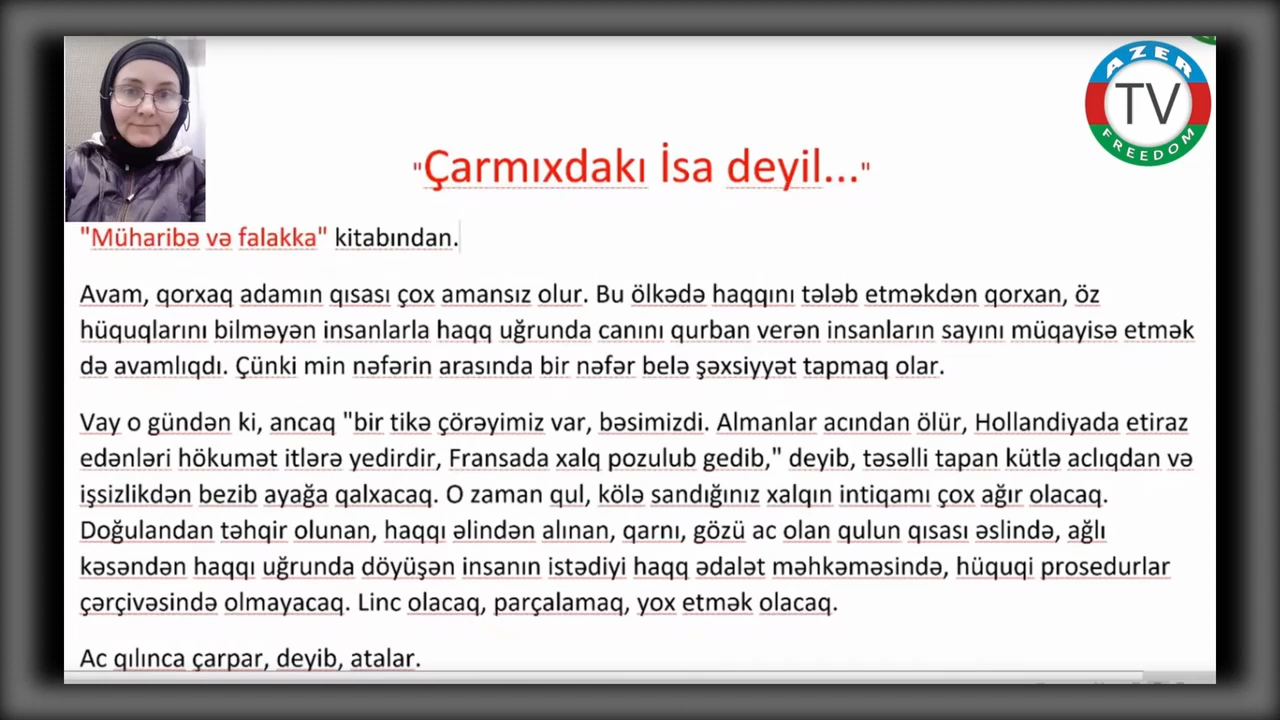 AZER
TV
FREEDOM
"Çarmıxdakı İsa deyil..."
"Müharibə və falakka" kitabından.
Avam, qorxaq adamın qısası çox amansız olur. Bu ölkədə haqqını tələb etməkdən qorxan, öz
hüquqlarını bilməyən insanlarla haqq uğrunda canını qurban verən insanların sayını müqayisə etmək
də avamlıqdı. Çünki min nəfərin arasında bir nəfər belə şəxsiyyət tapmaq olar.
Vay o gündən ki, ancaq "bir tikə çörəyimiz var, bəsimizdi. Almanlar acından ölür, Hollandiyada etiraz
edənləri hökumət itlərə yedirdir, Fransada xalq pozulub gedib," deyib, təsəlli tapan kütlə aclıqdan və
işsizlikdən bezib ayağa qalxacaq. O zaman qul, kölə sandığınız xalqın intiqamı çox ağır olacaq.
Doğulandan təhqir olunan, haqqı əlindən alınan, qarnı, gözü ac olan qulun qısası əslində, ağlı
kəsəndən haqqı uğrunda döyüşən insanın istədiyi haqq ədalət məhkəməsində, hüquqi prosedurlar
çərçivəsində olmayacaq. Linc olacaq, parçalamaq, yox etmək olacaq.
Ac qılınca çarpar, deyib, atalar.